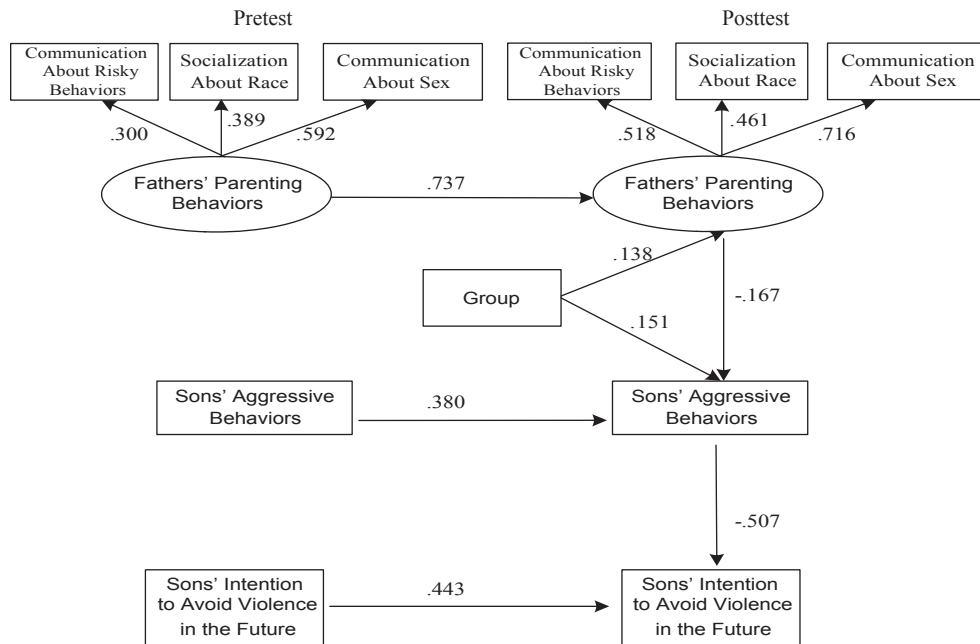 Pretest
Posttest
Communication
About Risky
Behaviors
Socialization
About Race
Communication
About Sex
Communication
About Risky
Behaviors
Socialization
About Race
Communication
About Sex
.300
.389
.592
.518
.461
.716
Fathers' Parenting
Behaviors
.737
Fathers' Parenting
Behaviors
.138
Group
-.167
.151
Sons' Aggressive
Behaviors
.380
Sons' Aggressive
Behaviors
-.507
Sons' Intention
to Avoid Violence
in the Future
.443
Sons' Intention
to Avoid Violence
in the Future